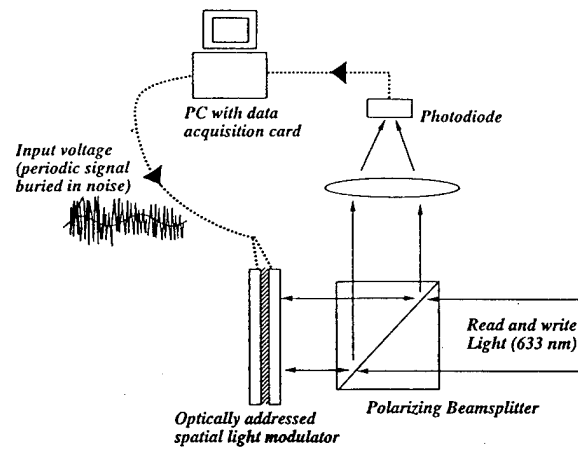 PC with data
acquisition card
Photodiode
Input voltage
(periodic signal
buried in noise)
Read and write
Light (633 nm)
Polarizing Beamsplitter
Optically addressed
spatial light modulator